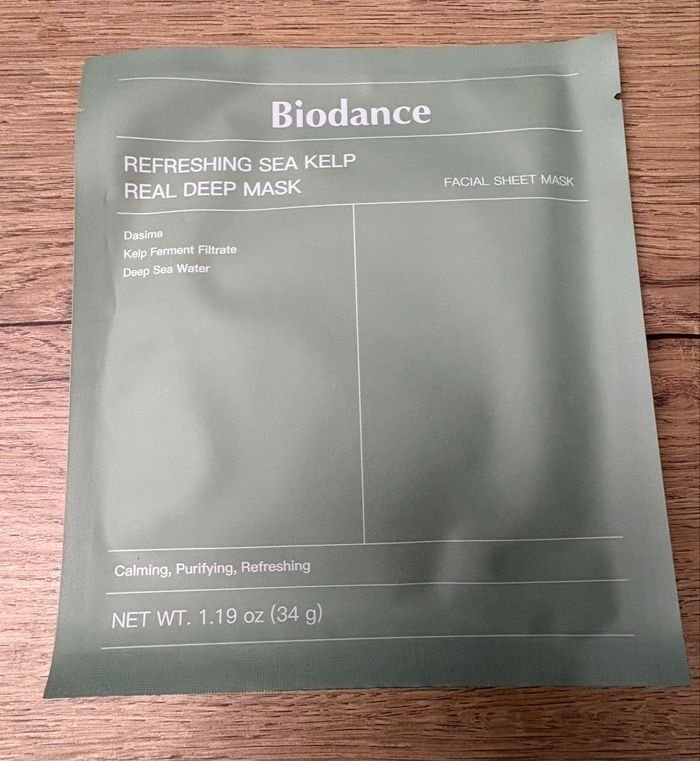 Biodance
REFRESHING SEA KELP
REAL DEEP MASK
FACIAL SHEET MASK
Dasima
Kelp Ferment Filtrate
Deep Sea Water
Calming, Purifying, Refreshing
NET WT. 1.19 oz (34 g)